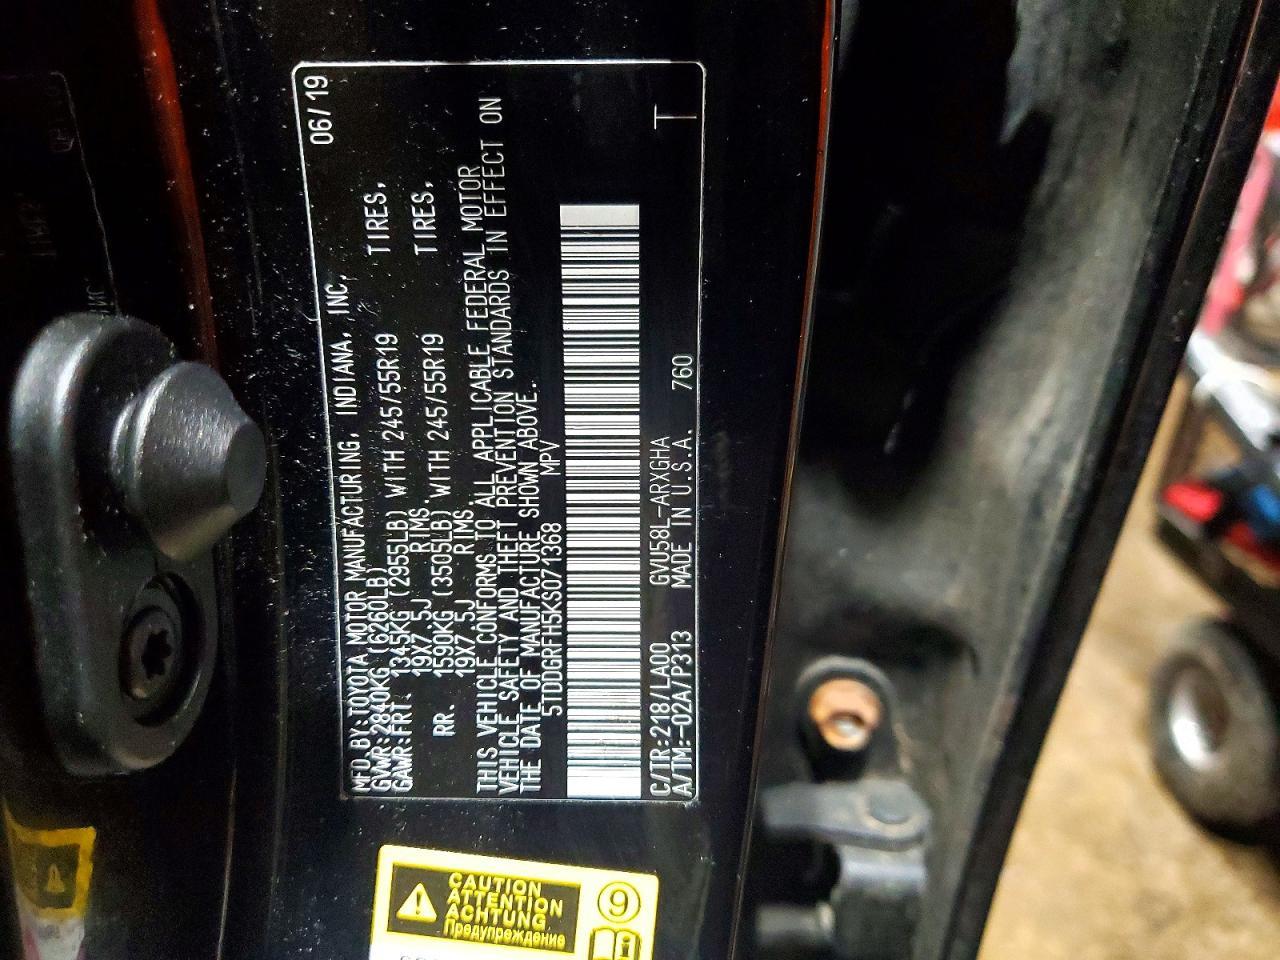 MFD.BY:TOYOTA MOTOR MANUFACTURING, INDIANA, INC. 06/19
GVWR:2840KG (6260LB)
GAWR:FRT. 1345KG (2955LB) WITH 245/55R19 TIRES,
19X7.5J RIMS,
RR. 1590KG (3505LB) WITH 245/55R19 TIRES,
19X7.5J RIMS
THIS VEHICLE CONFORMS TO ALL APPLICABLE FEDERAL MOTOR
VEHICLE SAFETY AND THEFT PREVENTION STANDARDS IN EFFECT ON
THE DATE OF MANUFACTURE SHOWN ABOVE.
5TDDGRFH5KS071368 MPV
C/TR:218/LA00 GVU58L-ARXGHA T
A/TM:-02A/P313 MADE IN U.S.A. 760
CAUTION
ATTENTION
ACHTUNG
Предупреждение
9